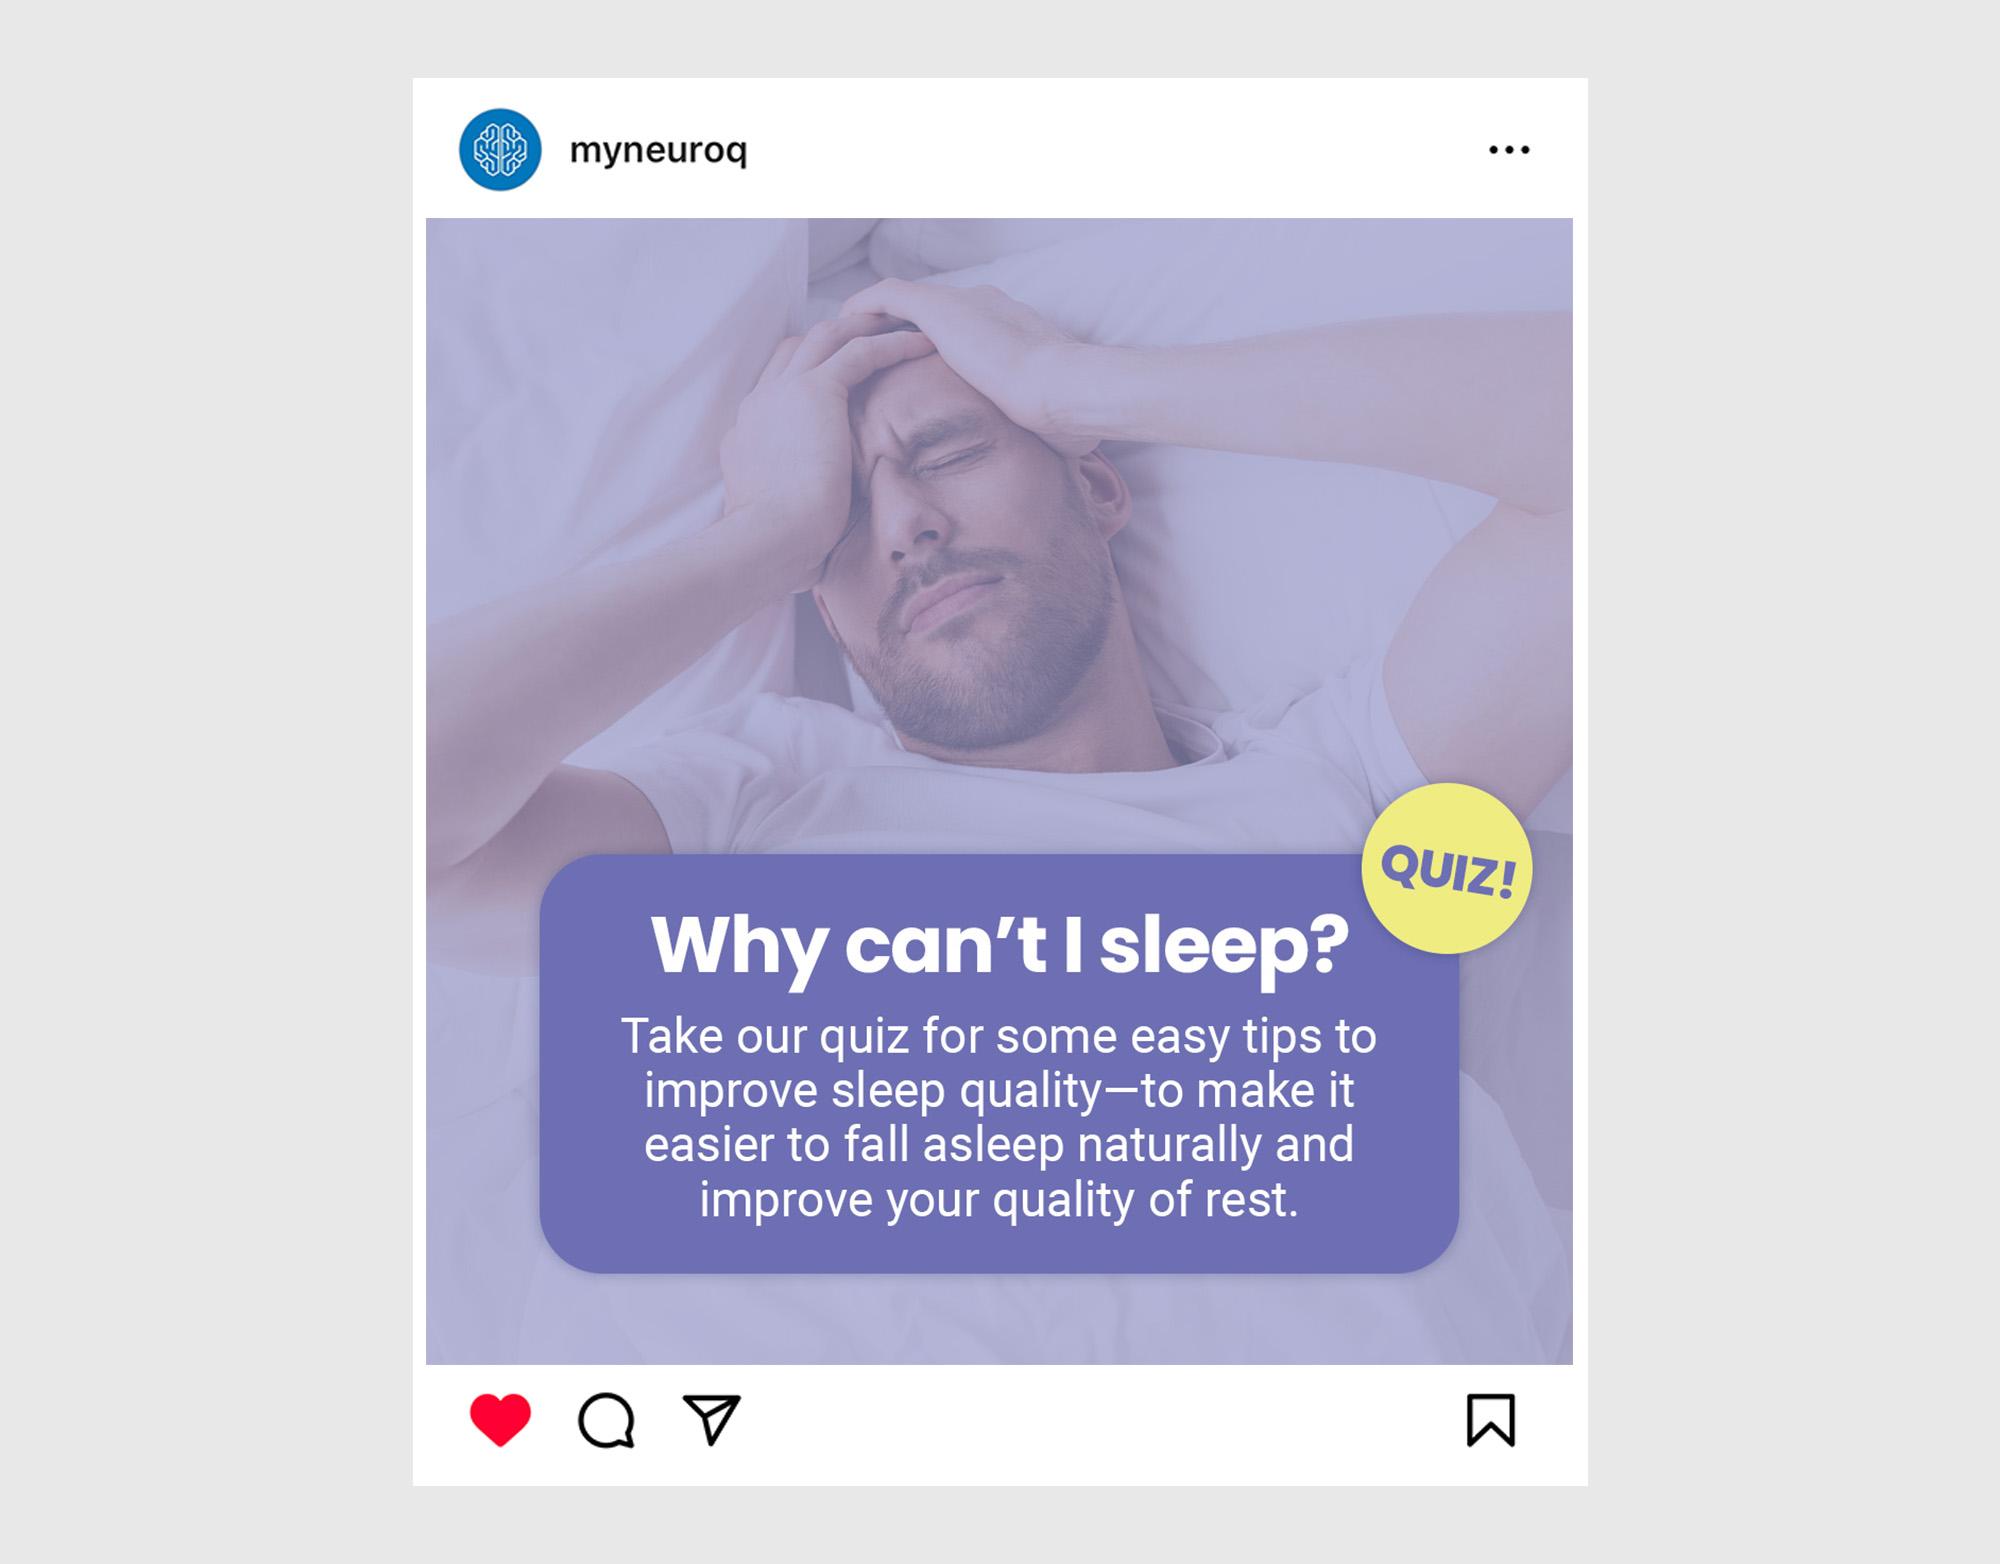 myneuroq
QUIZ!
Why can’t I sleep?
Take our quiz for some easy tips to
improve sleep quality—to make it
easier to fall asleep naturally and
improve your quality of rest.